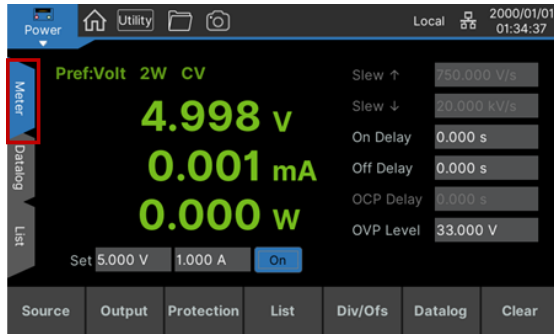 Power Utility Local 2000/01/01
01:34:37
Meter
Datalog
List
Pref:Volt 2W CV
4.998 V
0.001 mA
0.000 W
Set 5.000 V 1.000 A On
Slew ↑ 750.000 V/s
Slew ↓ 20.000 kV/s
On Delay 0.000 s
Off Delay 0.000 s
OCP Delay 0.000 s
OVP Level 33.000 V
Source Output Protection List Div/Ofs Datalog Clear